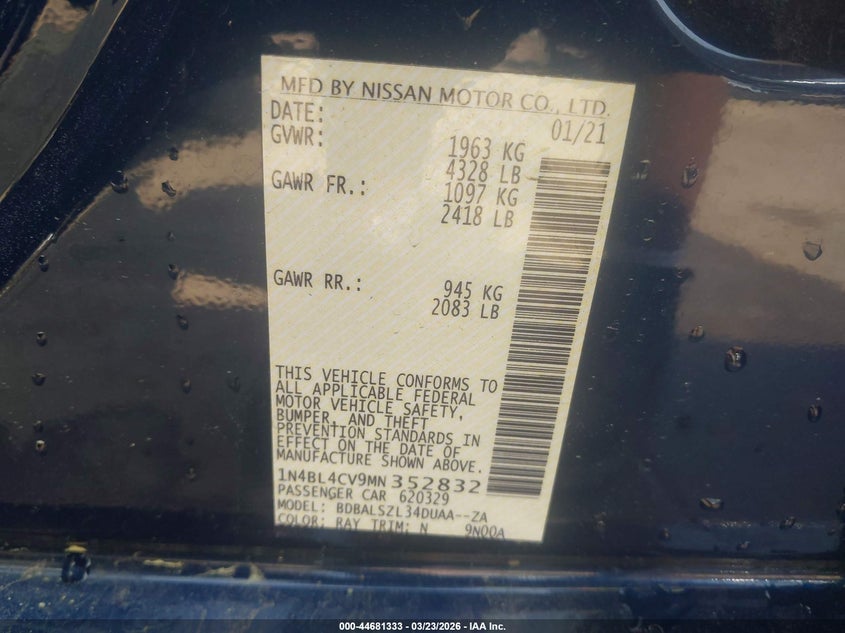 MFD BY NISSAN MOTOR CO., LTD.
DATE: 01/21
GVWR: 1963 KG
4328 LB
GAWR FR.: 1097 KG
2418 LB
GAWR RR.: 945 KG
2083 LB
THIS VEHICLE CONFORMS TO
ALL APPLICABLE FEDERAL
MOTOR VEHICLE SAFETY,
BUMPER, AND THEFT
PREVENTION STANDARDS IN
EFFECT ON THE DATE OF
MANUFACTURE SHOWN ABOVE.
1N4BL4CV9MN352832
PASSENGER CAR 620329
MODEL: BDBALSZL34DUAA--ZA
COLOR: RAY TRIM: N 9N00A
000-44681333 - 03/23/2026 - IAA Inc.